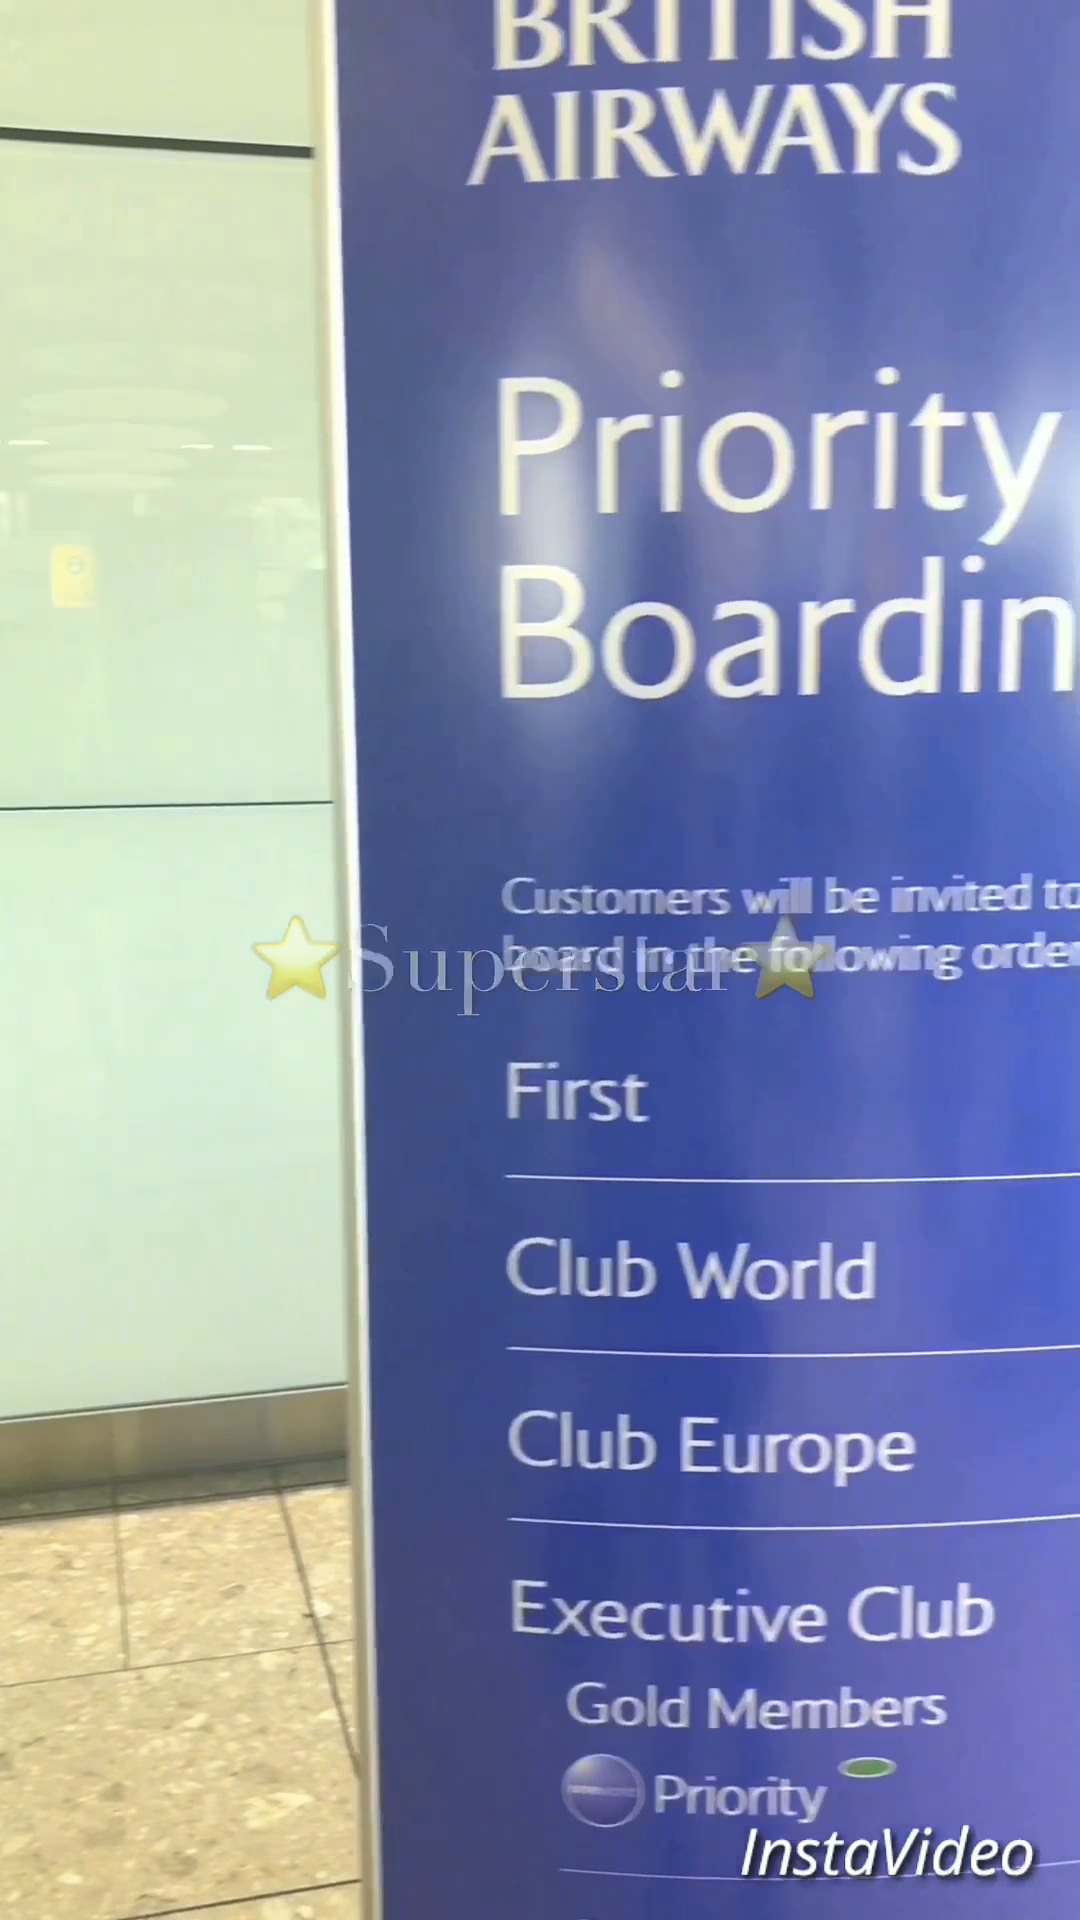 BRITISH
AIRWAYS
Priority
Boardin
Customers will be invited to
board in the following order
⭐Superstar⭐
First
Club World
Club Europe
Executive Club
Gold Members
Priority
InstaVideo